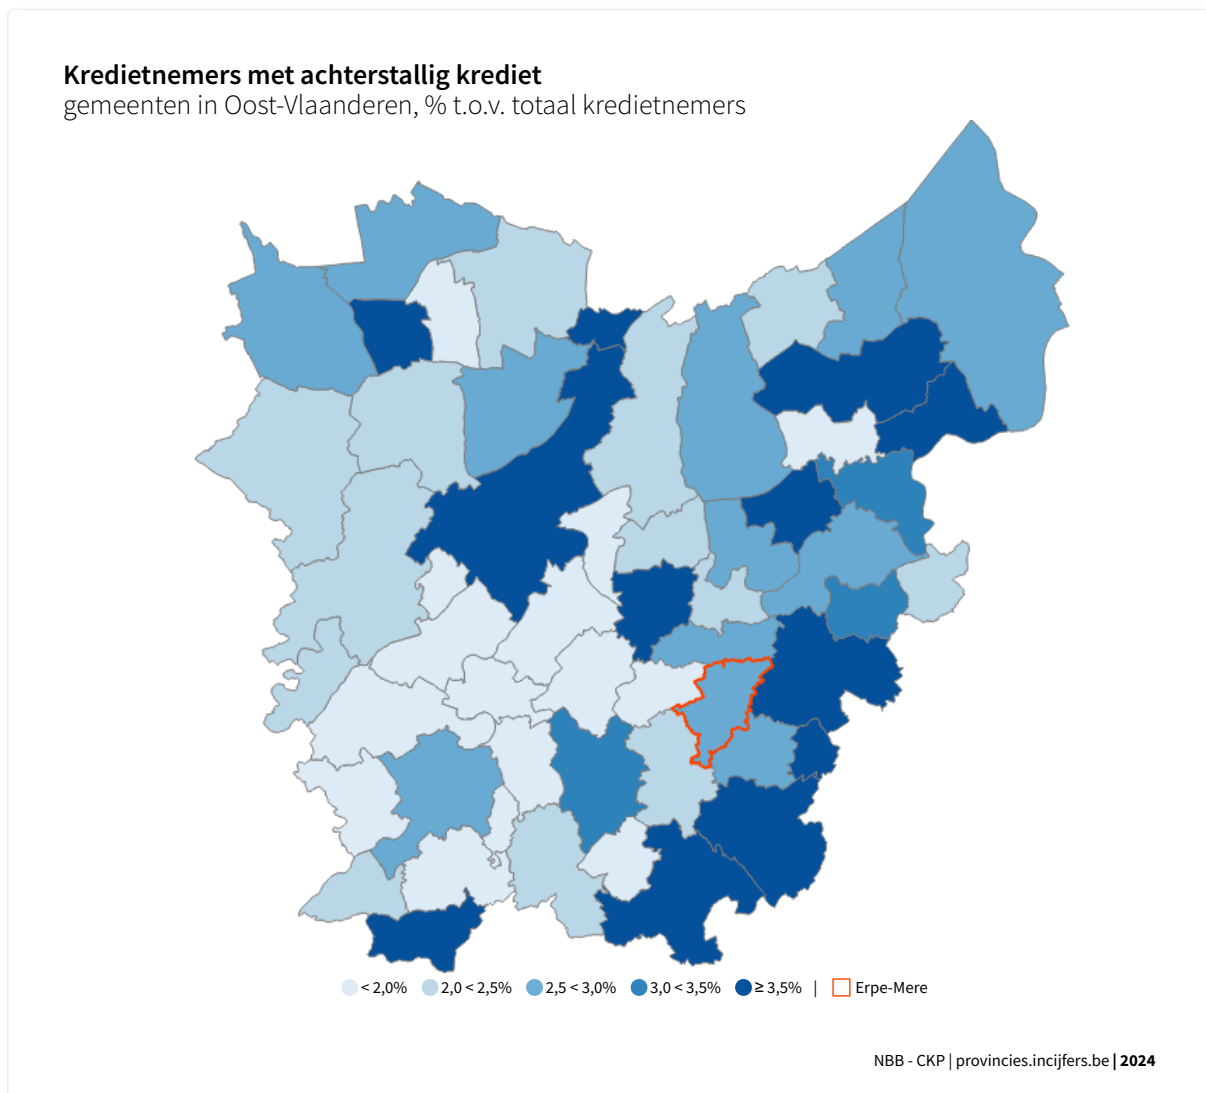 Kredietnemers met achterstallig krediet
gemeenten in Oost-Vlaanderen, % t.o.v. totaal kredietnemers
< 2,0% 2,0 < 2,5% 2,5 < 3,0% 3,0 < 3,5% ≥ 3,5% | Erpe-Mere
NBB - CKP | provincies.incijfers.be | 2024